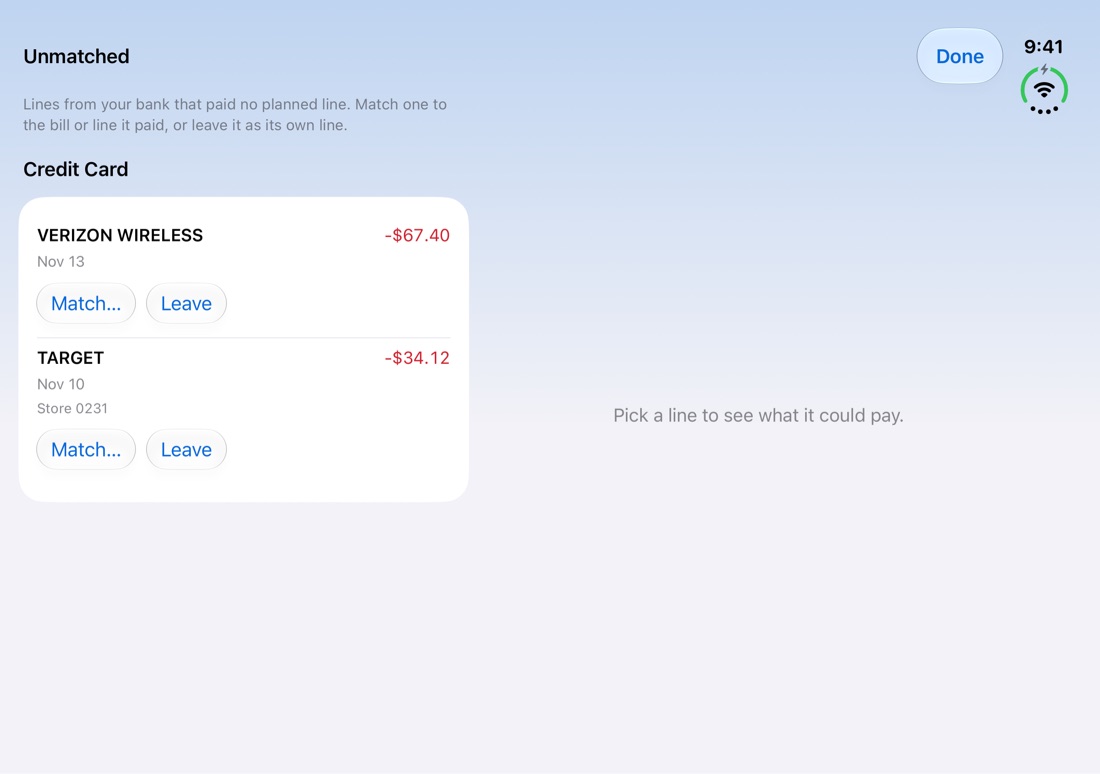 Unmatched
Done
9:41
Lines from your bank that paid no planned line. Match one to
the bill or line it paid, or leave it as its own line.
Credit Card
VERIZON WIRELESS -$67.40
Nov 13
Match... Leave
TARGET -$34.12
Nov 10
Store 0231
Match... Leave
Pick a line to see what it could pay.